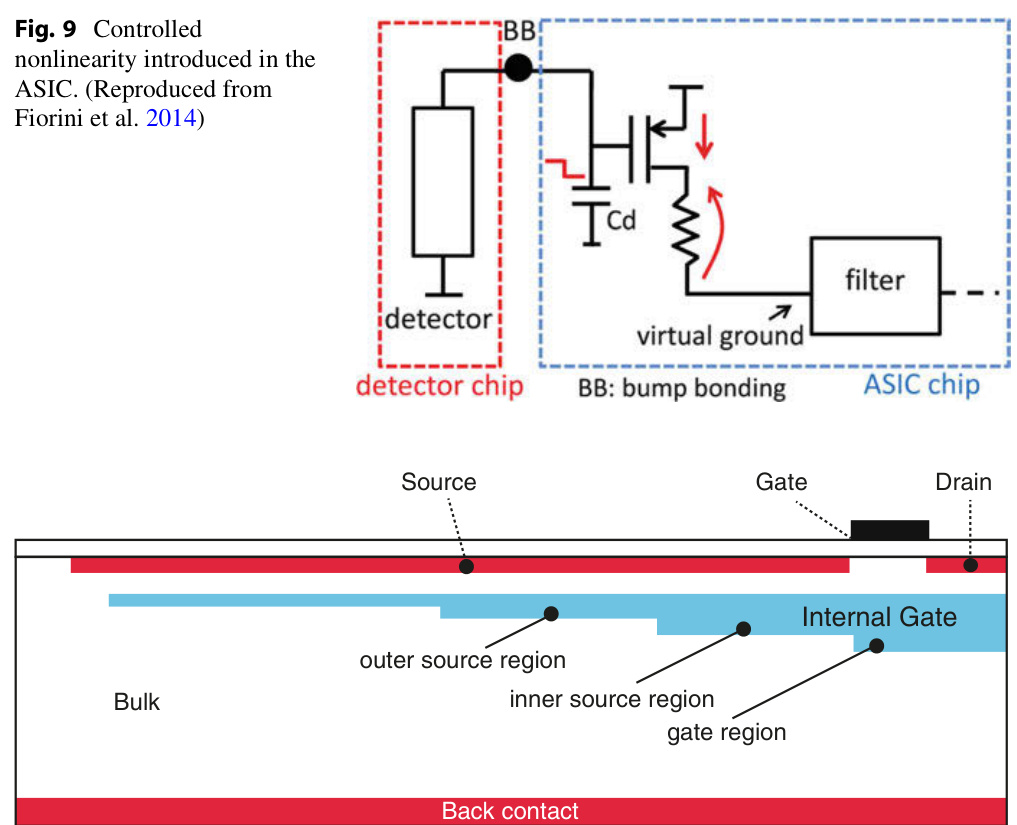 Fig. 9 Controlled
nonlinearity introduced in the
ASIC. (Reproduced from
Fiorini et al. 2014)
BB
Cd
filter
detector
virtual ground
detector chip
BB: bump bonding
ASIC chip
Source
Gate
Drain
Internal Gate
outer source region
inner source region
Bulk
gate region
Back contact